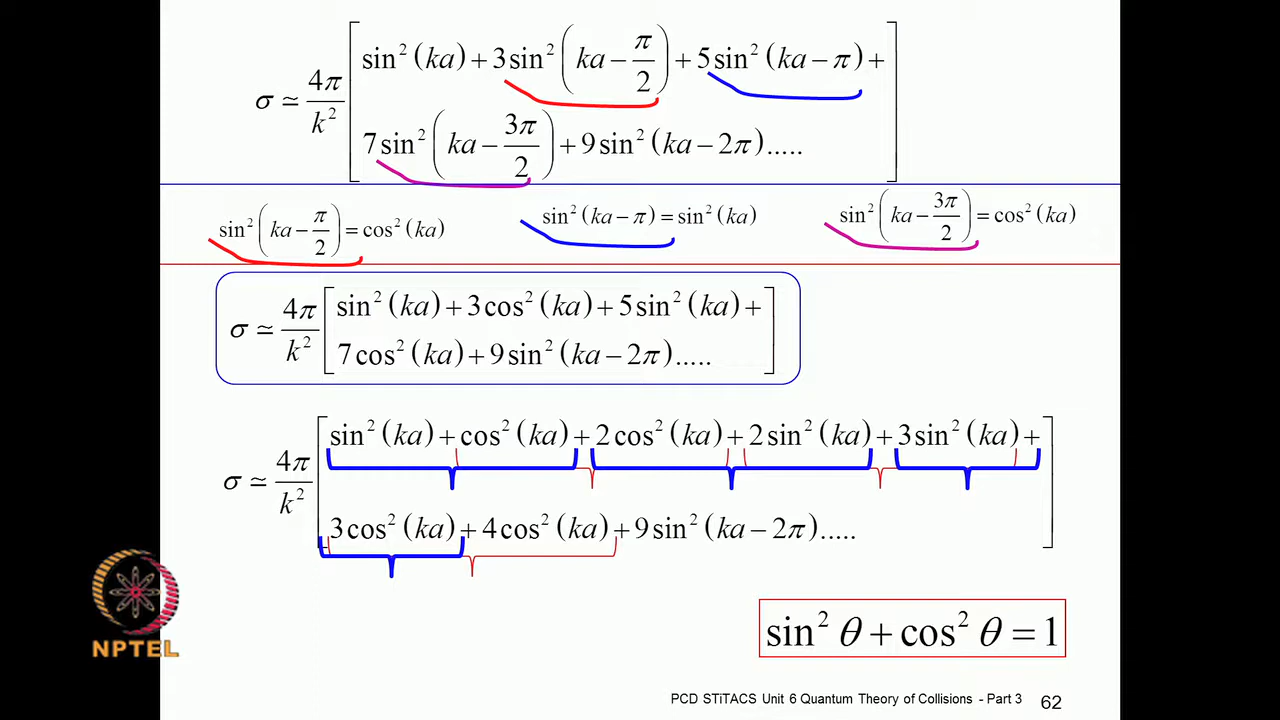 σ ≃ 4π/k² [ sin²(ka) + 3sin²(ka − π/2) + 5sin²(ka − π) +
7sin²(ka − 3π/2) + 9sin²(ka − 2π)..... ]
sin²(ka − π/2) = cos²(ka) sin²(ka − π) = sin²(ka) sin²(ka − 3π/2) = cos²(ka)
σ ≃ 4π/k² [ sin²(ka) + 3cos²(ka) + 5sin²(ka) +
7cos²(ka) + 9sin²(ka − 2π)..... ]
σ ≃ 4π/k² [ sin²(ka) + cos²(ka) + 2cos²(ka) + 2sin²(ka) + 3sin²(ka) +
3cos²(ka) + 4cos²(ka) + 9sin²(ka − 2π)..... ]
sin²θ + cos²θ = 1
NPTEL
PCD STiTACS Unit 6 Quantum Theory of Collisions - Part 3 62